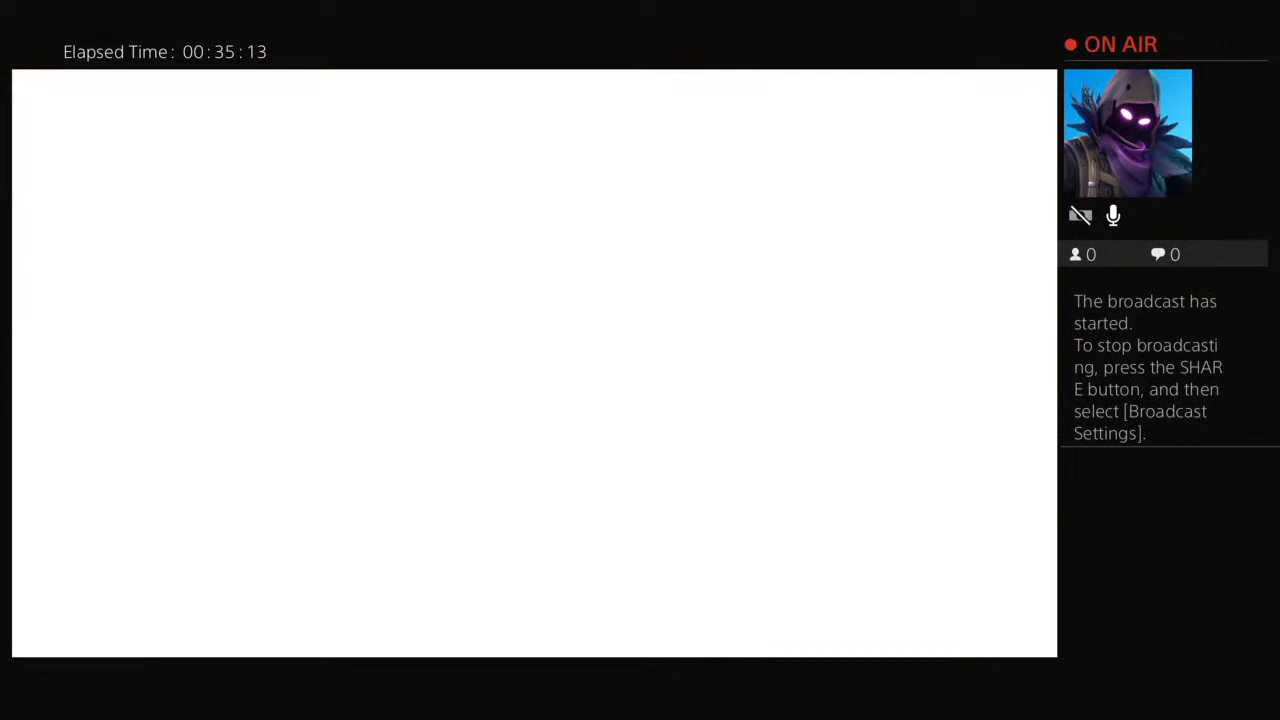 Elapsed Time: 00:35:13
ON AIR
0 0
The broadcast has
started.
To stop broadcasti
ng, press the SHAR
E button, and then
select [Broadcast
Settings].